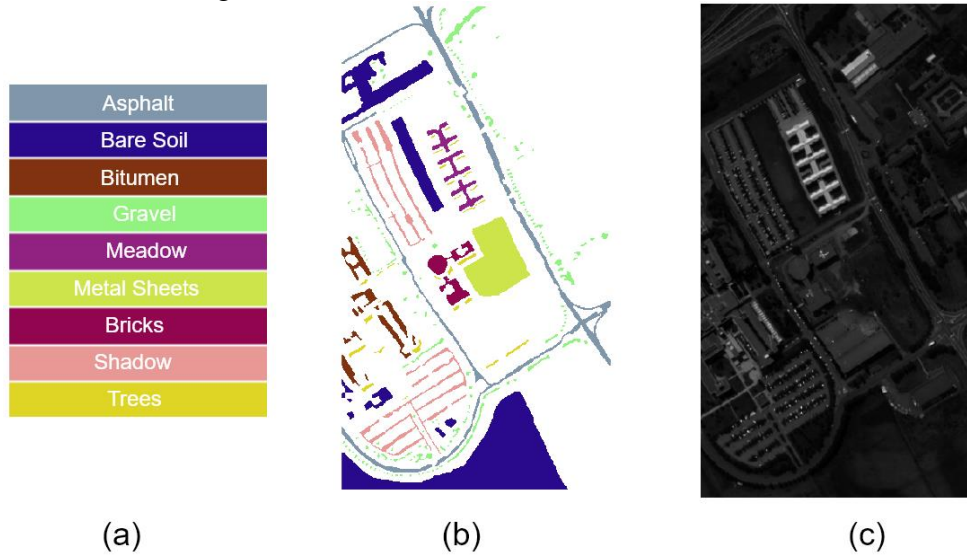 Asphalt
Bare Soil
Bitumen
Gravel
Meadow
Metal Sheets
Bricks
Shadow
Trees
(a)
(b)
(c)